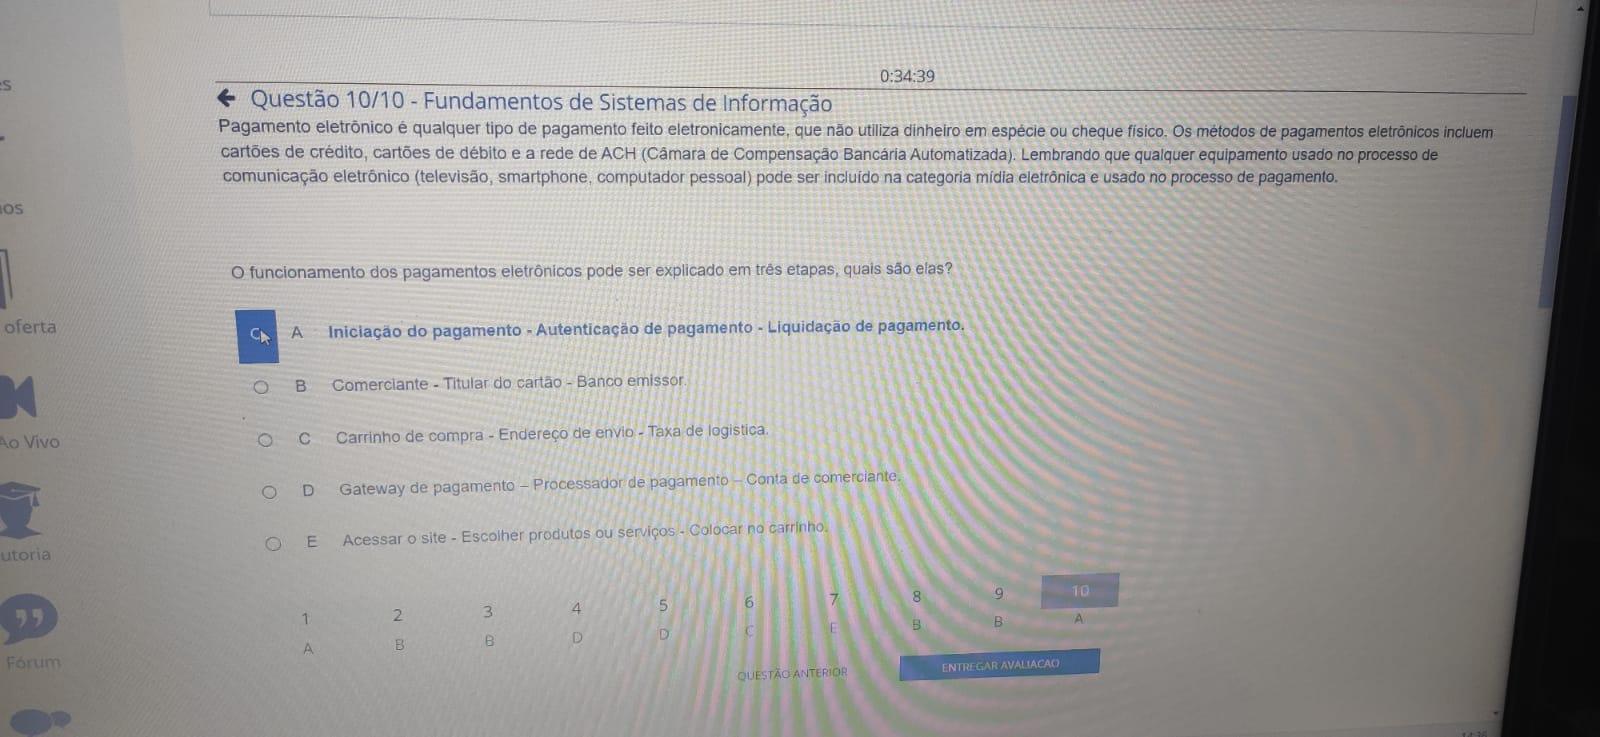 0:34:39
Questão 10/10 - Fundamentos de Sistemas de Informação
Pagamento eletrônico é qualquer tipo de pagamento feito eletronicamente, que não utiliza dinheiro em espécie ou cheque físico. Os métodos de pagamentos eletrônicos incluem
cartões de crédito, cartões de débito e a rede de ACH (Câmara de Compensação Bancária Automatizada). Lembrando que qualquer equipamento usado no processo de
comunicação eletrônico (televisão, smartphone, computador pessoal) pode ser incluído na categoria mídia eletrônica e usado no processo de pagamento.
O funcionamento dos pagamentos eletrônicos pode ser explicado em três etapas, quais são elas?
A Iniciação do pagamento - Autenticação de pagamento - Liquidação de pagamento.
B Comerciante - Titular do cartão - Banco emissor.
C Carrinho de compra - Endereço de envio - Taxa de logistica.
D Gateway de pagamento – Processador de pagamento – Conta de comerciante.
E Acessar o site - Escolher produtos ou serviços - Colocar no carrinho.
1 2 3 4 5 6 7 8 9 10
A B B D D C E B B A
QUESTÃO ANTERIOR
ENTREGAR AVALIACAO
oferta
Ao Vivo
utoria
Fórum